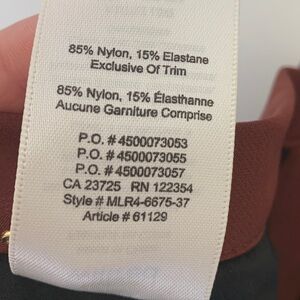 85% Nylon, 15% Elastane
Exclusive Of Trim
85% Nylon, 15% Élasthanne
Aucune Garniture Comprise
P.O. # 4500073053
P.O. # 4500073055
P.O. # 4500073057
CA 23725 RN 122354
Style # MLR4-6675-37
Article # 61129